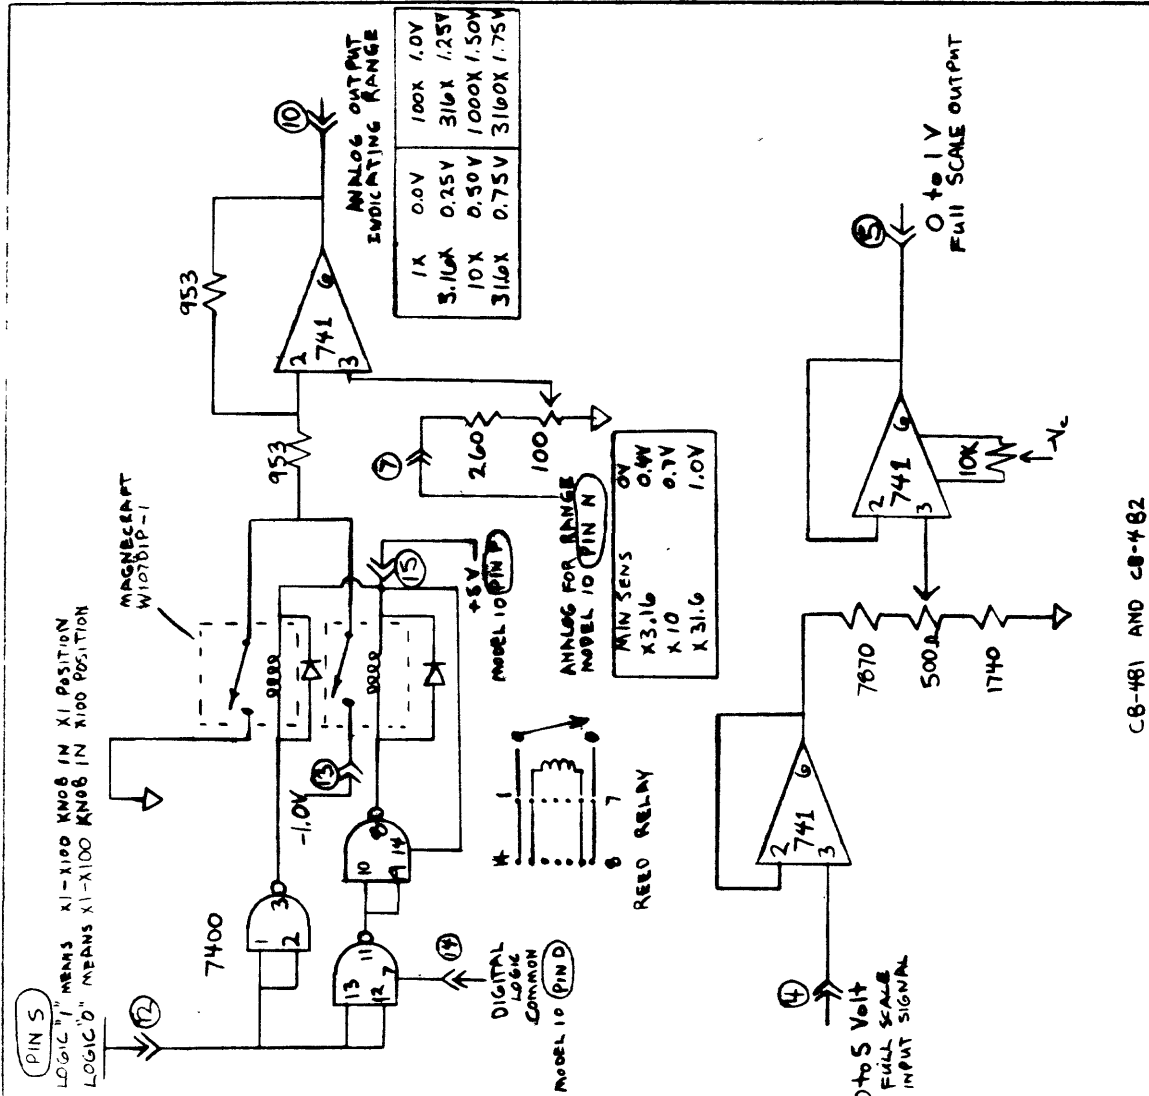 PIN S
LOGIC "1" MEANS X1-X100 KNOB IN X1 POSITION
LOGIC "0" MEANS X1-X100 KNOB IN X100 POSITION
12
7400
1
2
3
13
12
11
7
10
9
14
8
14
DIGITAL
LOGIC
COMMON
MODEL 10 PIN D
MAGNECRAFT
W107DIP-1
-1.0V
13
15
+5V
MODEL 10 PIN P
953
953
2
3
741
6
10
ANALOG OUTPUT
INDICATING RANGE
1X 0.0V 100X 1.0V
3.16X 0.25V 316X 1.25V
10X 0.50V 1000X 1.50V
31.6X 0.75V 3160X 1.75V
7
260
100
ANALOG FOR RANGE
MODEL 10 PIN N
MIN SENS 0V
X3.16 0.4V
X10 0.7V
X31.6 1.0V
14
1
7
8
REED RELAY
4
0 to 5 Volt
FULL SCALE
INPUT SIGNAL
2
3
741
6
7870
500Ω
1740
2
3
741
6
10K
-Vc
5
0 to 1 V
Full SCALE OUTPUT
CB-481 AND CB-482